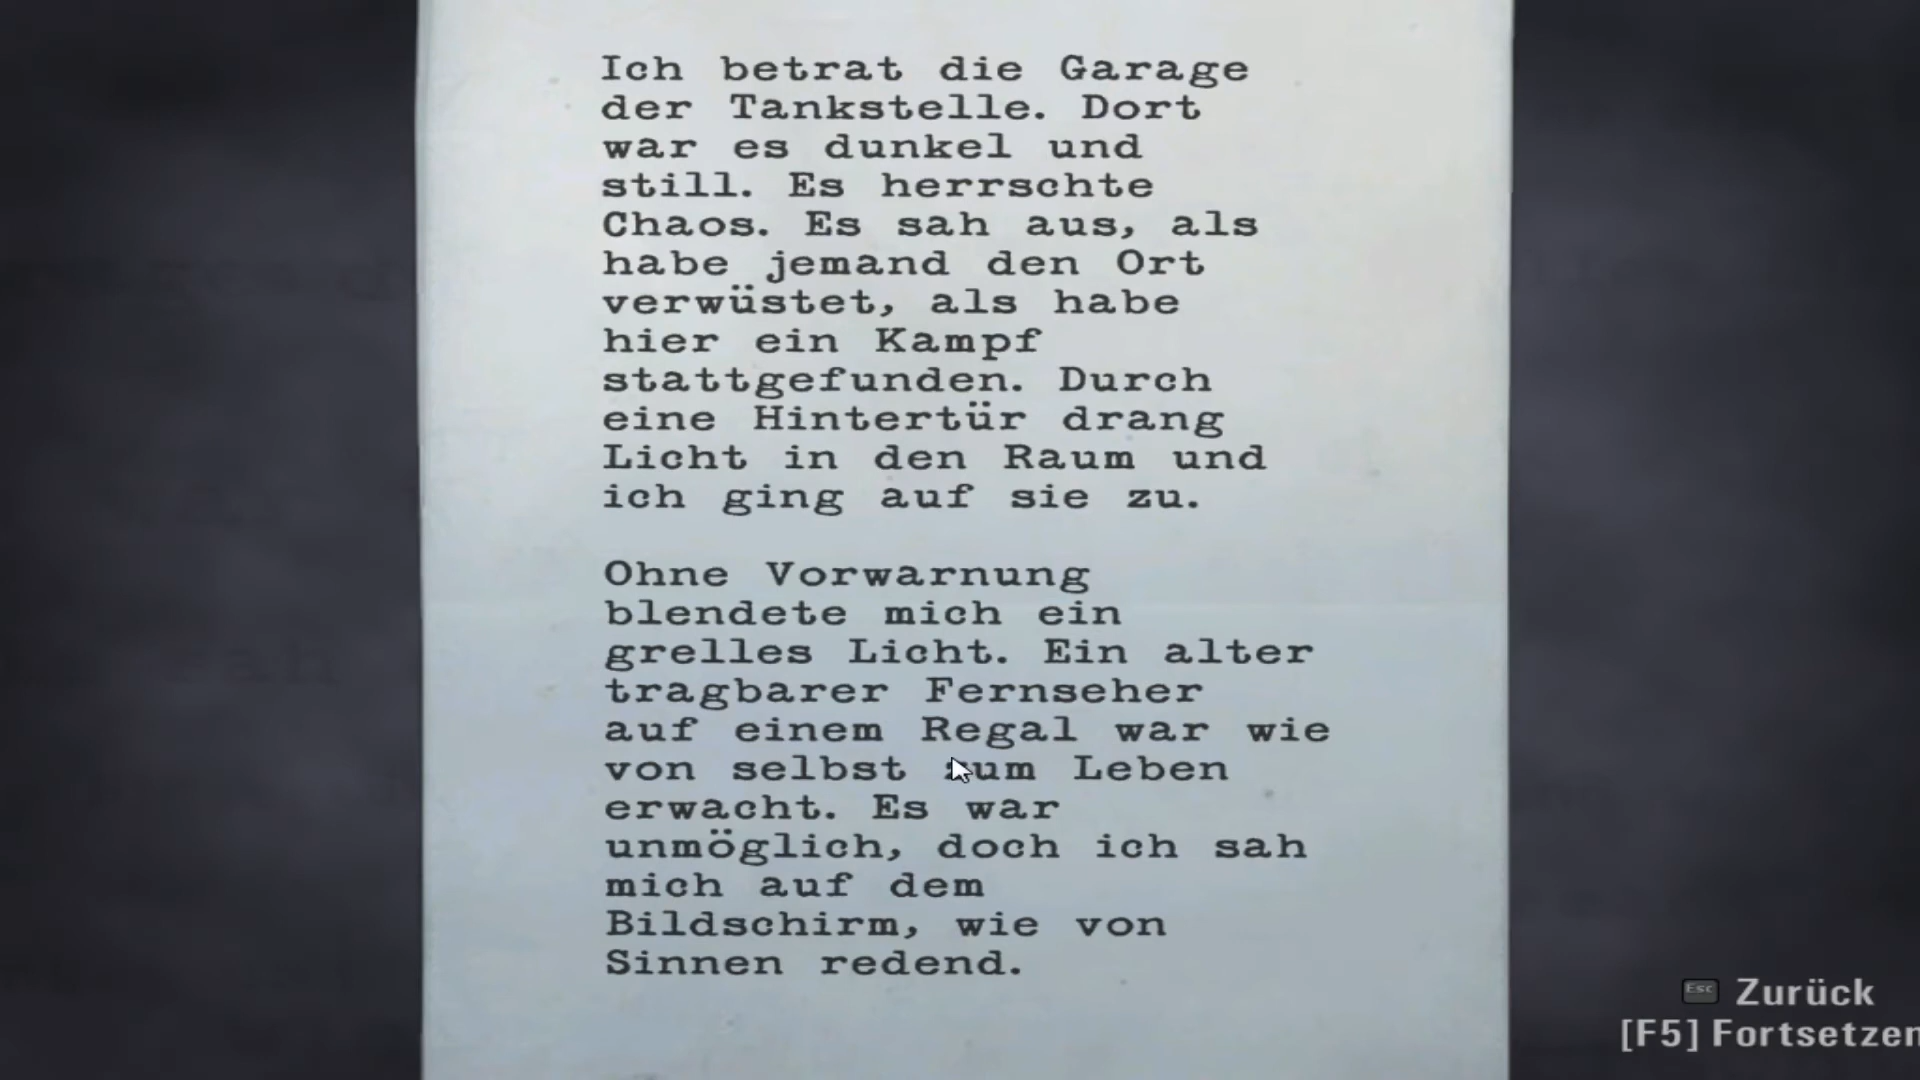 Ich betrat die Garage
der Tankstelle. Dort
war es dunkel und
still. Es herrschte
Chaos. Es sah aus, als
habe jemand den Ort
verwüstet, als habe
hier ein Kampf
stattgefunden. Durch
eine Hintertür drang
Licht in den Raum und
ich ging auf sie zu.
Ohne Vorwarnung
blendete mich ein
grelles Licht. Ein alter
tragbarer Fernseher
auf einem Regal war wie
von selbst zum Leben
erwacht. Es war
unmöglich, doch ich sah
mich auf dem
Bildschirm, wie von
Sinnen redend.
Esc Zurück
[F5] Fortsetzen